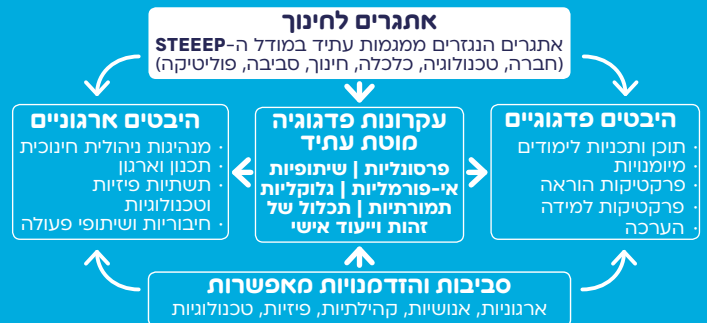 אתגרים לחינוך
אתגרים הנגזרים ממגמות עתיד במודל ה-STEEEP
(חברה, טכנולוגיה, כלכלה, חינוך, סביבה, פוליטיקה)
היבטים פדגוגיים
· תוכן ותכניות לימודים
· מיומנויות
· פרקטיקות הוראה
· פרקטיקות למידה
· הערכה
עקרונות פדגוגיה
מוטת עתיד
פרסונליות | שיתופיות
אי-פורמליות | גלוקליות
תמורתיות | תכלול של
זהות וייעוד אישי
היבטים ארגוניים
· מנהיגות ניהולית חינוכית
· תכנון וארגון
· תשתיות פיזיות
וטכנולוגיות
· חיבוריות ושיתופי פעולה
סביבות והזדמנויות מאפשרות
ארגוניות, אנושיות, קהילתיות, פיזיות, טכנולוגיות